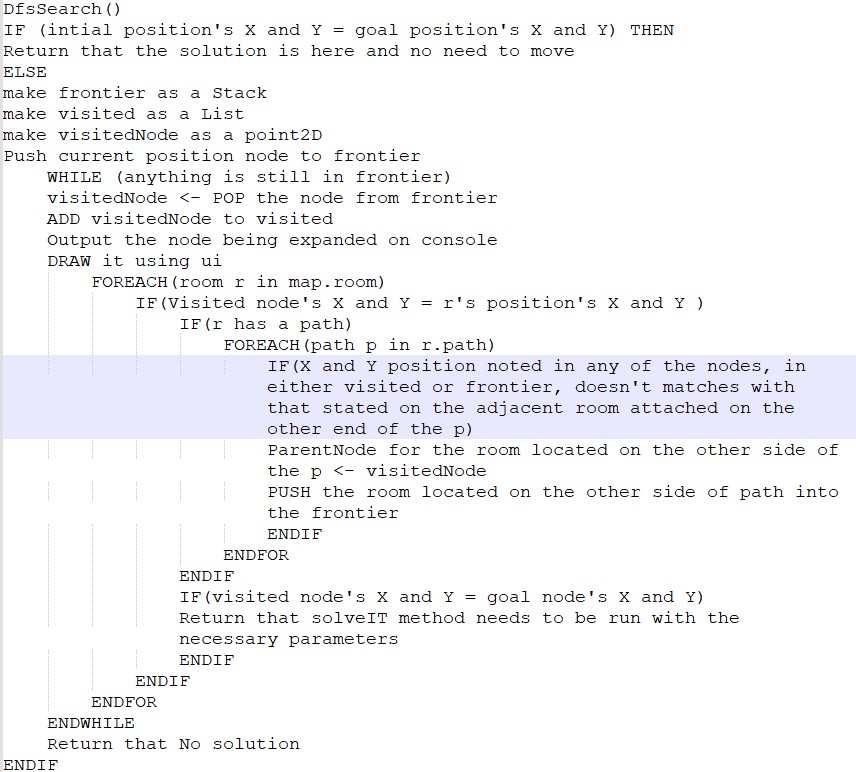 DfsSearch()
IF (intial position's X and Y = goal position's X and Y) THEN
Return that the solution is here and no need to move
ELSE
make frontier as a Stack
make visited as a List
make visitedNode as a point2D
Push current position node to frontier
WHILE (anything is still in frontier)
visitedNode <- POP the node from frontier
ADD visitedNode to visited
Output the node being expanded on console
DRAW it using ui
FOREACH(room r in map.room)
IF(Visited node's X and Y = r's position's X and Y )
IF(r has a path)
FOREACH(path p in r.path)
IF(X and Y position noted in any of the nodes, in
either visited or frontier, doesn't matches with
that stated on the adjacent room attached on the
other end of the p)
ParentNode for the room located on the other side of
the p <- visitedNode
PUSH the room located on the other side of path into
the frontier
ENDIF
ENDFOR
ENDIF
IF(visited node's X and Y = goal node's X and Y)
Return that solveIT method needs to be run with the
necessary parameters
ENDIF
ENDIF
ENDFOR
ENDWHILE
Return that No solution
ENDIF